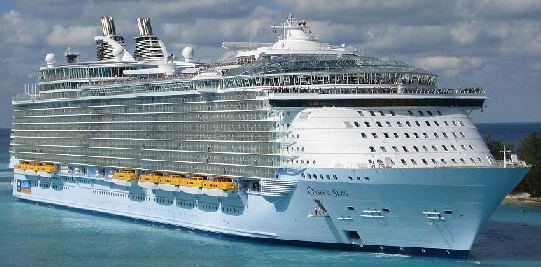 OASIS OF THE SEAS